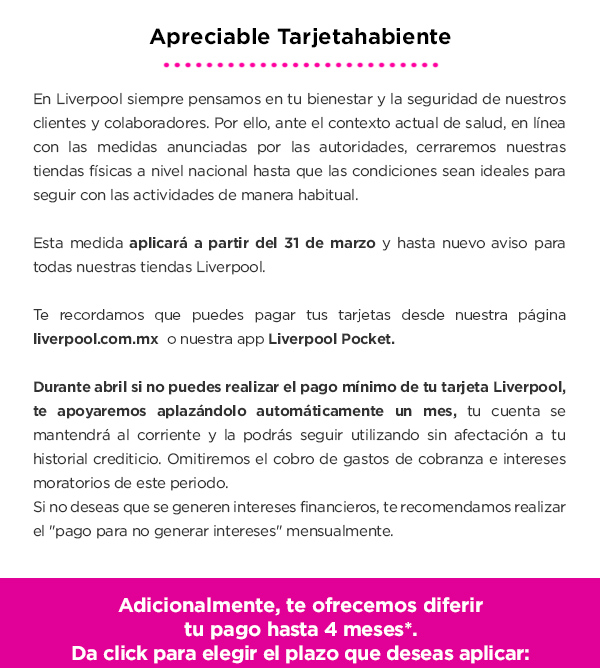 Apreciable Tarjetahabiente
En Liverpool siempre pensamos en tu bienestar y la seguridad de nuestros
clientes y colaboradores. Por ello, ante el contexto actual de salud, en línea
con las medidas anunciadas por las autoridades, cerraremos nuestras
tiendas físicas a nivel nacional hasta que las condiciones sean ideales para
seguir con las actividades de manera habitual.
Esta medida aplicará a partir del 31 de marzo y hasta nuevo aviso para
todas nuestras tiendas Liverpool.
Te recordamos que puedes pagar tus tarjetas desde nuestra página
liverpool.com.mx o nuestra app Liverpool Pocket.
Durante abril si no puedes realizar el pago mínimo de tu tarjeta Liverpool,
te apoyaremos aplazándolo automáticamente un mes, tu cuenta se
mantendrá al corriente y la podrás seguir utilizando sin afectación a tu
historial crediticio. Omitiremos el cobro de gastos de cobranza e intereses
moratorios de este periodo.
Si no deseas que se generen intereses financieros, te recomendamos realizar
el "pago para no generar intereses" mensualmente.
Adicionalmente, te ofrecemos diferir
tu pago hasta 4 meses*.
Da click para elegir el plazo que deseas aplicar: